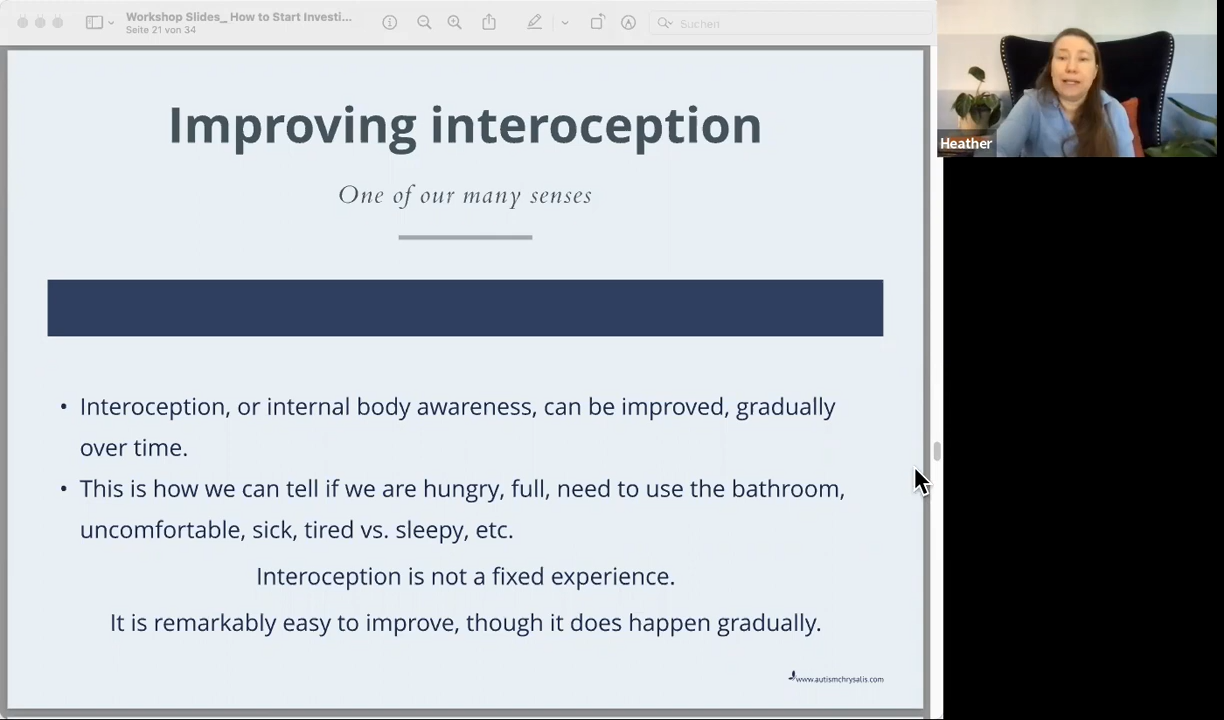 Workshop Slides_ How to Start Investi...
Seite 21 von 34
Suchen
Heather
Improving interoception
One of our many senses
• Interoception, or internal body awareness, can be improved, gradually
over time.
• This is how we can tell if we are hungry, full, need to use the bathroom,
uncomfortable, sick, tired vs. sleepy, etc.
Interoception is not a fixed experience.
It is remarkably easy to improve, though it does happen gradually.
www.autismchrysalis.com